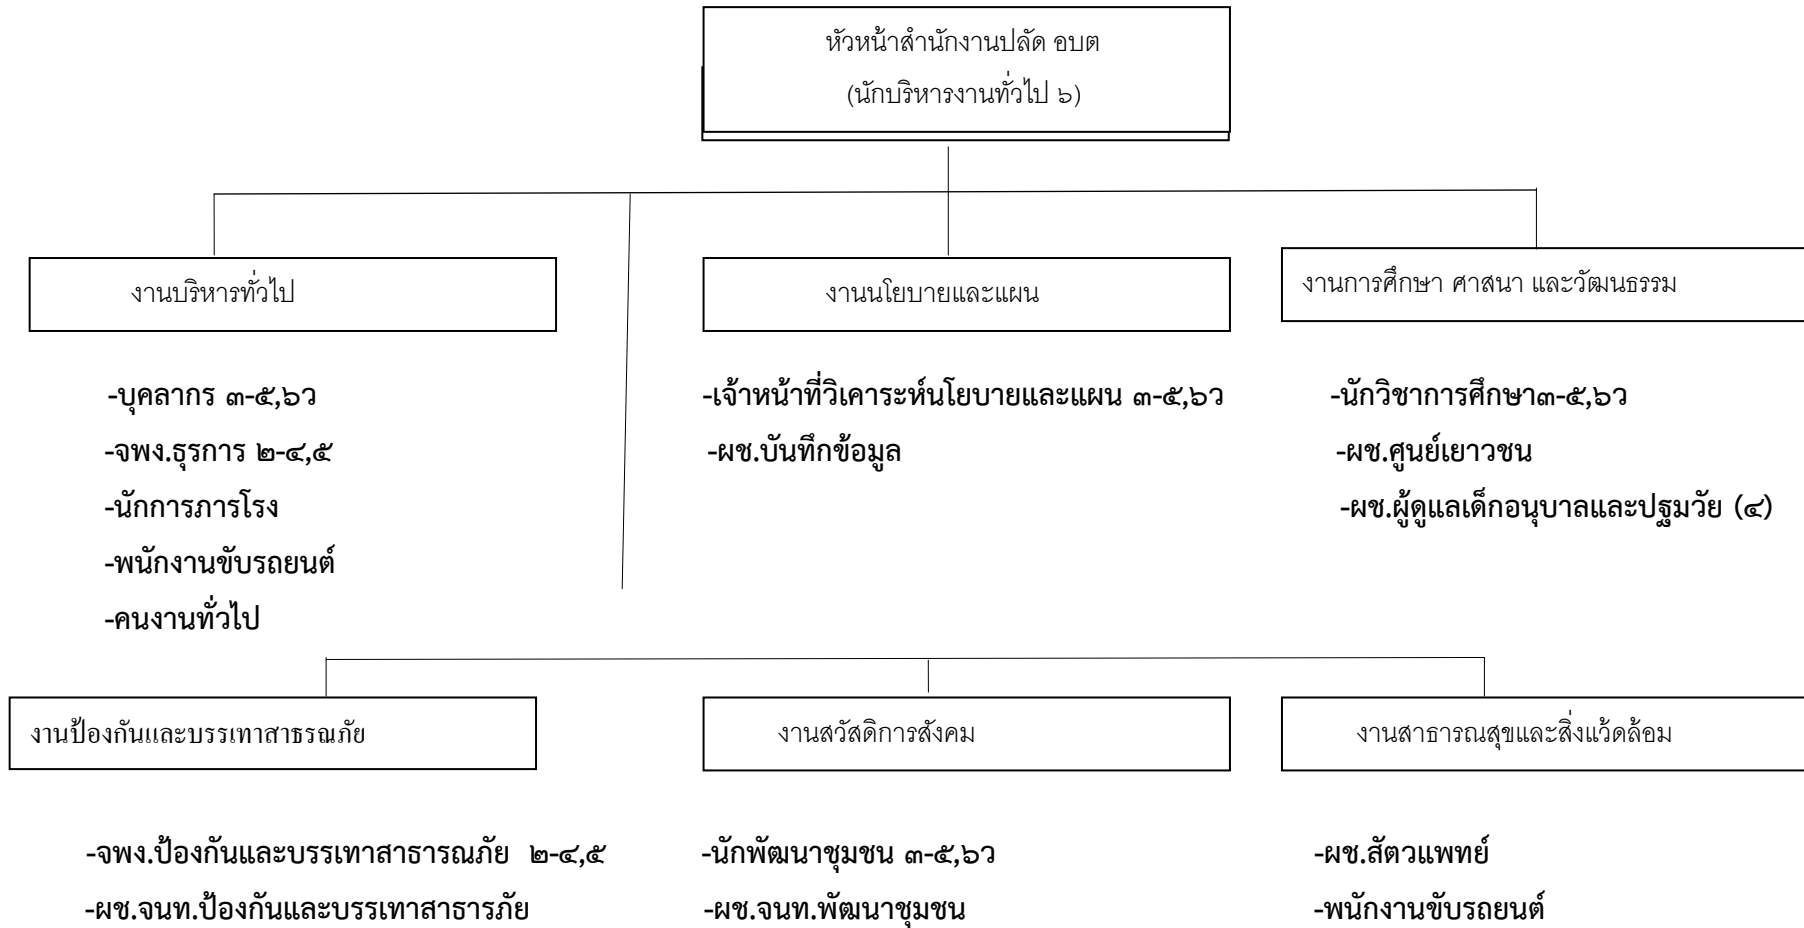 หัวหน้าสำนักงานปลัด อบต
(นักบริหารงานทั่วไป ๖)
งานบริหารทั่วไป
-บุคลากร ๓-๕,๖ว
-จพง.ธุรการ ๒-๔,๕
-นักการภารโรง
-พนักงานขับรถยนต์
-คนงานทั่วไป
งานนโยบายและแผน
-เจ้าหน้าที่วิเคาระห์นโยบายและแผน ๓-๕,๖ว
-ผช.บันทึกข้อมูล
งานการศึกษา ศาสนา และวัฒนธรรม
-นักวิชาการศึกษา๓-๕,๖ว
-ผช.ศูนย์เยาวชน
-ผช.ผู้ดูแลเด็กอนุบาลและปฐมวัย (๔)
งานป้องกันและบรรเทาสาธรณภัย
-จพง.ป้องกันและบรรเทาสาธารณภัย ๒-๔,๕
-ผช.จนท.ป้องกันและบรรเทาสาธารภัย
งานสวัสดิการสังคม
-นักพัฒนาชุมชน ๓-๕,๖ว
-ผช.จนท.พัฒนาชุมชน
งานสาธารณสุขและสิ่งแว้ดล้อม
-ผช.สัตวแพทย์
-พนักงานขับรถยนต์